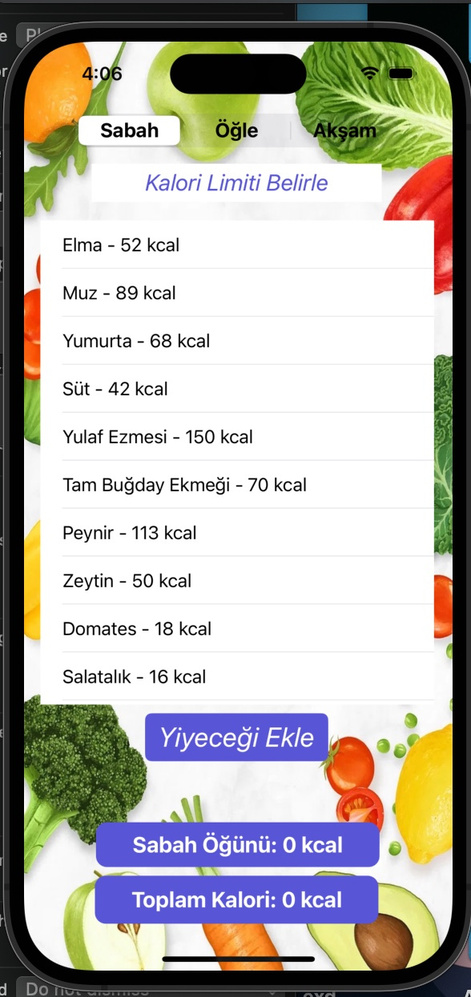 4:06
Sabah
Öğle
Akşam
Kalori Limiti Belirle
Elma - 52 kcal
Muz - 89 kcal
Yumurta - 68 kcal
Süt - 42 kcal
Yulaf Ezmesi - 150 kcal
Tam Buğday Ekmeği - 70 kcal
Peynir - 113 kcal
Zeytin - 50 kcal
Domates - 18 kcal
Salatalık - 16 kcal
Yiyeceği Ekle
Sabah Öğünü: 0 kcal
Toplam Kalori: 0 kcal
Do not dismiss